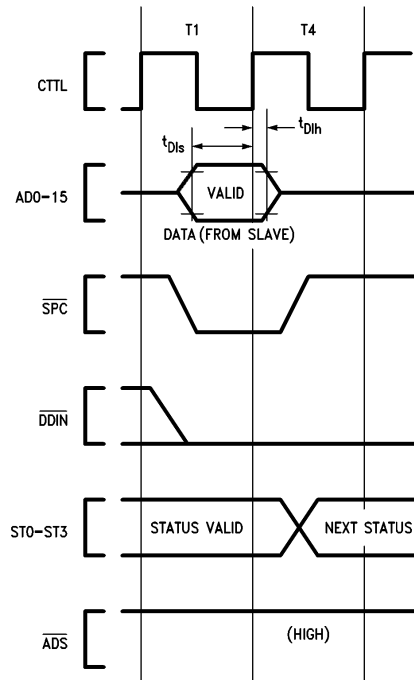 T1 T4
CTTL
tDIs tDIh
AD0-15 VALID
DATA (FROM SLAVE)
SPC
DDIN
ST0-ST3 STATUS VALID NEXT STATUS
ADS (HIGH)